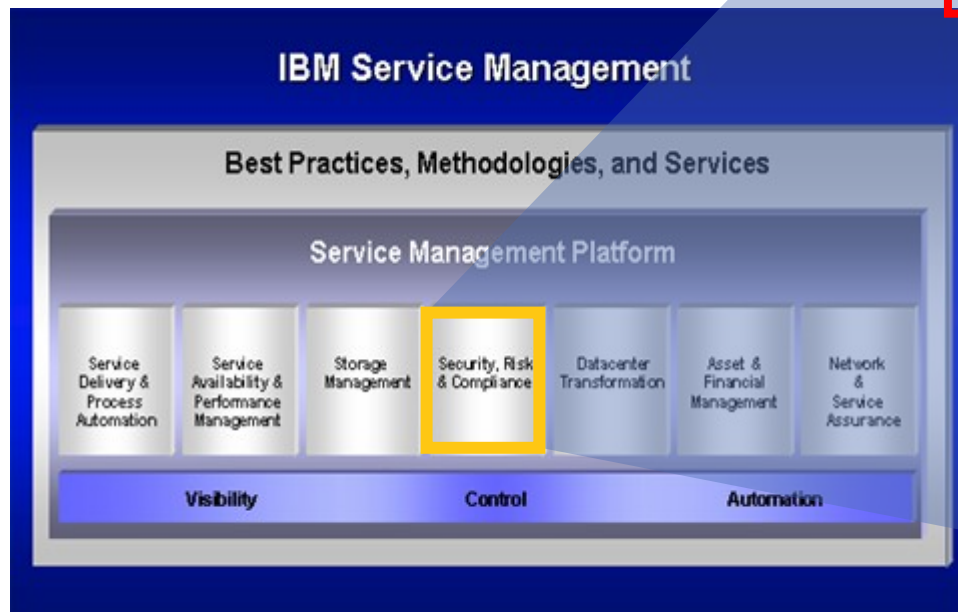 IBM Service Management
Best Practices, Methodologies, and Services
Service Management Platform
Service
Delivery &
Process
Automation
Service
Availability &
Performance
Management
Storage
Management
Security, Risk
& Compliance
Datacenter
Transformation
Asset &
Financial
Management
Network
&
Service
Assurance
Visibility
Control
Automation